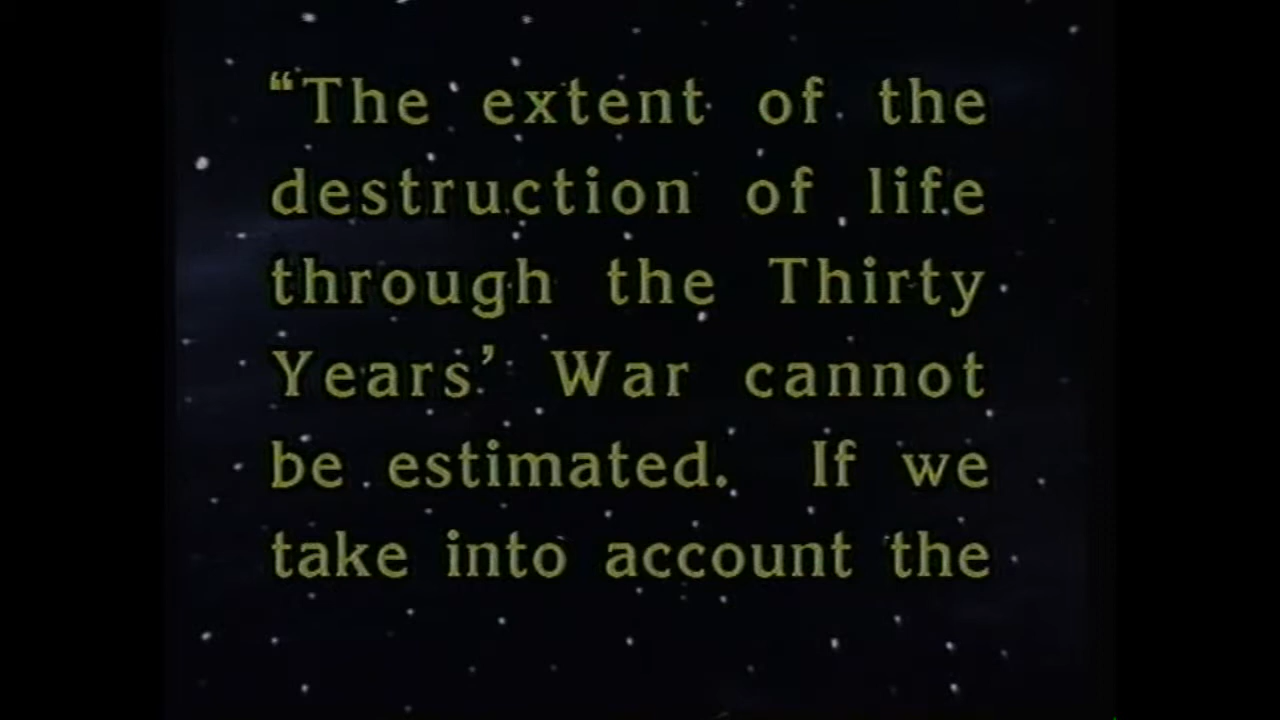 “The extent of the
destruction of life
through the Thirty
Years’ War cannot
be estimated. If we
take into account the